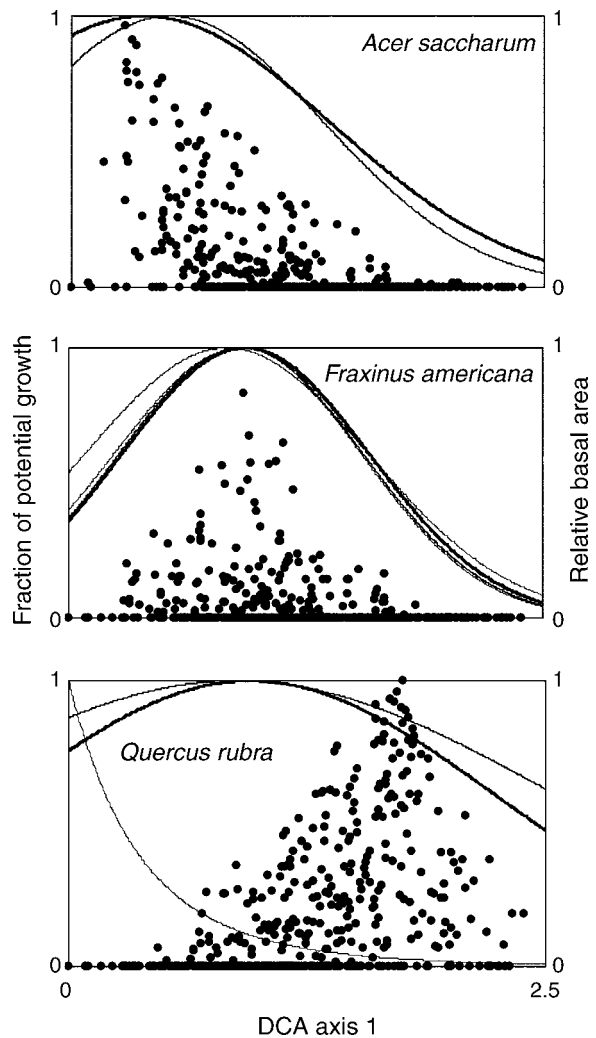 1
1
Acer saccharum
0
0
1
1
Fraxinus americana
Fraction of potential growth
Relative basal area
0
0
1
1
Quercus rubra
0
0
0
2.5
DCA axis 1